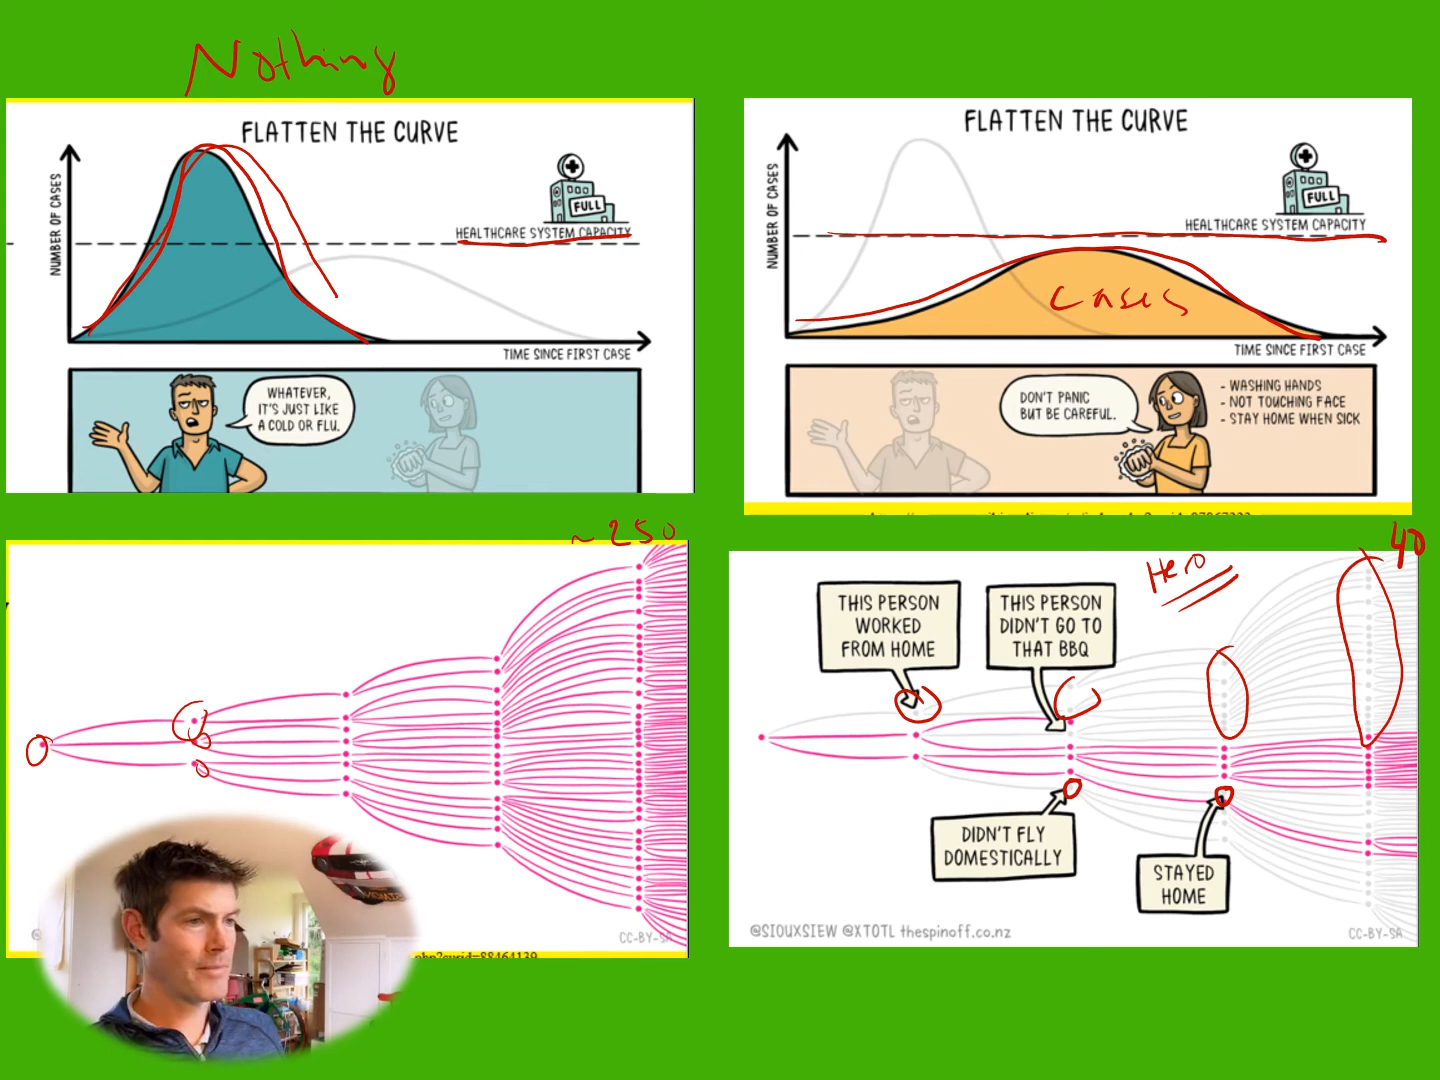 Nothing
FLATTEN THE CURVE
NUMBER OF CASES
FULL
HEALTHCARE SYSTEM CAPACITY
TIME SINCE FIRST CASE
WHATEVER,
IT'S JUST LIKE
A COLD OR FLU.
FLATTEN THE CURVE
NUMBER OF CASES
FULL
HEALTHCARE SYSTEM CAPACITY
cases
TIME SINCE FIRST CASE
DON'T PANIC
BUT BE CAREFUL.
- WASHING HANDS
- NOT TOUCHING FACE
- STAY HOME WHEN SICK
~250
CC-BY-SA
.php?curid=88464139
40
Hero
THIS PERSON
WORKED
FROM HOME
THIS PERSON
DIDN'T GO TO
THAT BBQ
DIDN'T FLY
DOMESTICALLY
STAYED
HOME
@SIOUXSIEW @XTOTL thespinoff.co.nz
CC-BY-SA